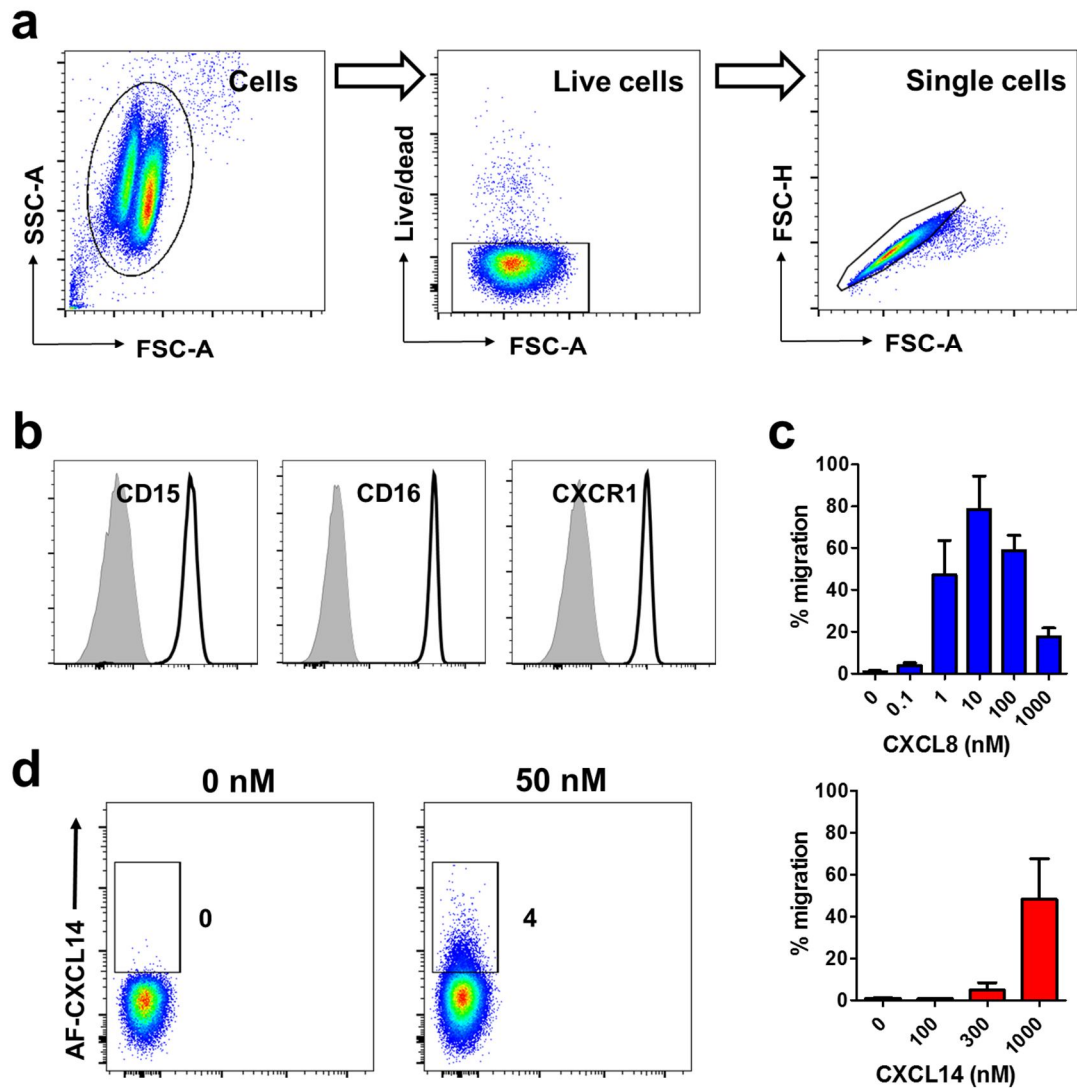 a
Cells
Live cells
Single cells
SSC-A
FSC-A
Live/dead
FSC-A
FSC-H
FSC-A
b
CD15
CD16
CXCR1
c
% migration
100
80
60
40
20
0
0
0.1
1
10
100
1000
CXCL8 (nM)
d
0 nM
50 nM
AF-CXCL14
0
4
% migration
100
80
60
40
20
0
0
100
300
1000
CXCL14 (nM)